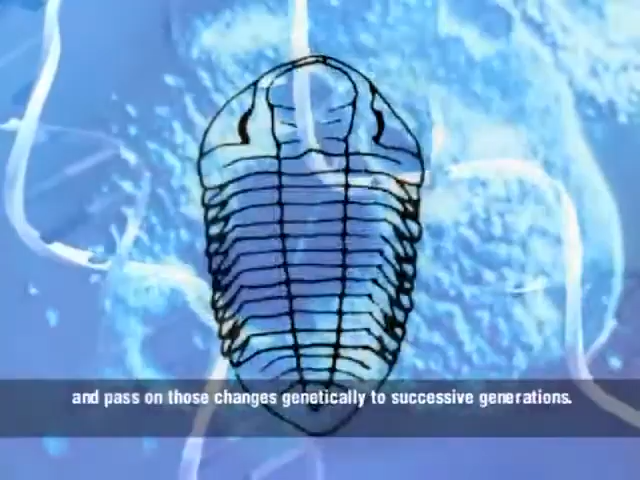 and pass on those changes genetically to successive generations.